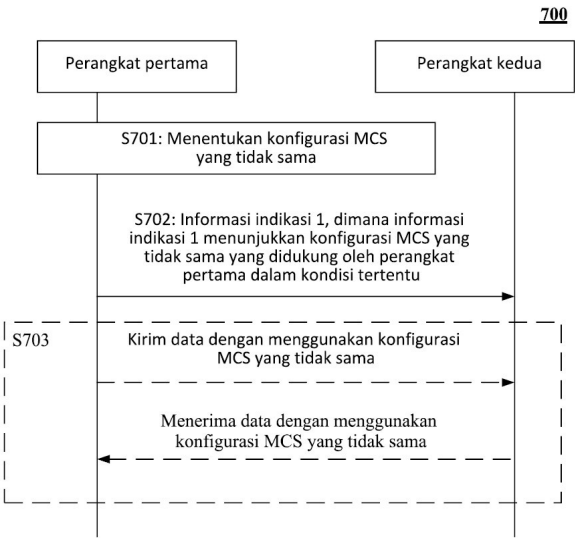 700
Perangkat pertama
Perangkat kedua
S701: Menentukan konfigurasi MCS
yang tidak sama
S702: Informasi indikasi 1, dimana informasi
indikasi 1 menunjukkan konfigurasi MCS yang
tidak sama yang didukung oleh perangkat
pertama dalam kondisi tertentu
S703
Kirim data dengan menggunakan konfigurasi
MCS yang tidak sama
Menerima data dengan menggunakan
konfigurasi MCS yang tidak sama